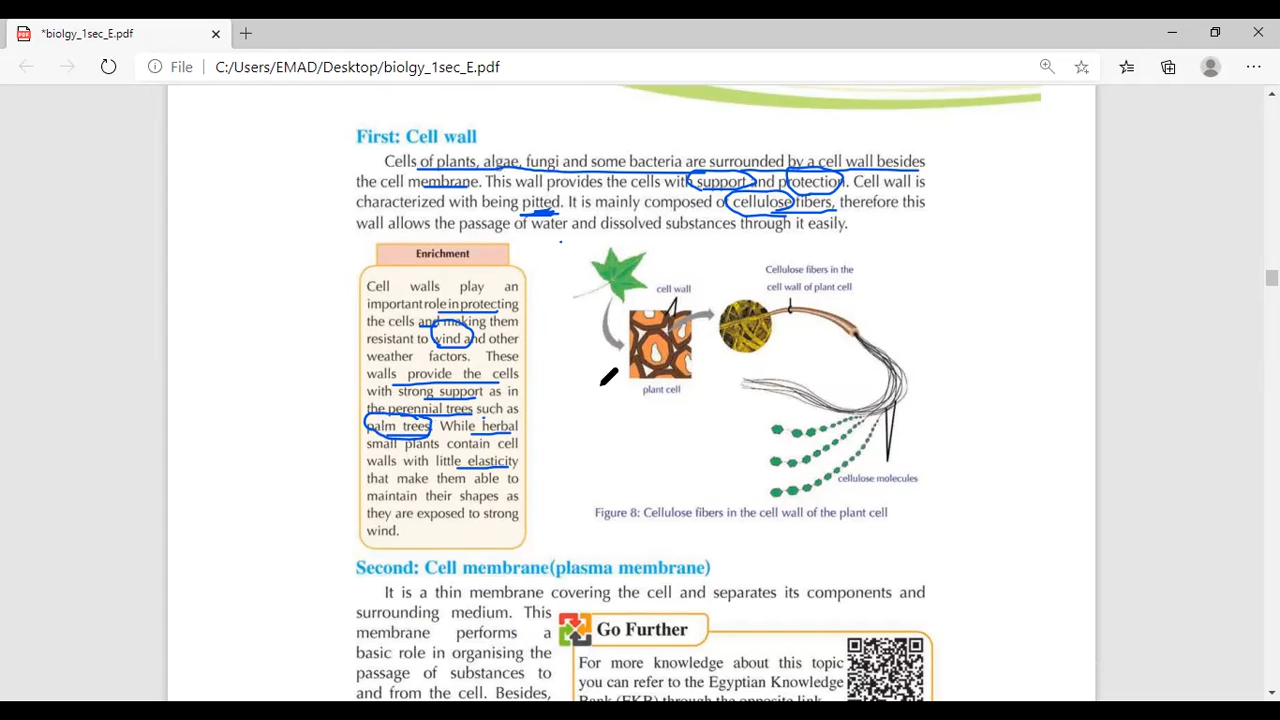 *biolgy_1sec_E.pdf
File C:/Users/EMAD/Desktop/biolgy_1sec_E.pdf
First: Cell wall
Cells of plants, algae, fungi and some bacteria are surrounded by a cell wall besides
the cell membrane. This wall provides the cells with support and protection. Cell wall is
characterized with being pitted. It is mainly composed of cellulose fibers, therefore this
wall allows the passage of water and dissolved substances through it easily.
Enrichment
Cell walls play an
important role in protecting
the cells and making them
resistant to wind and other
weather factors. These
walls provide the cells
with strong support as in
the perennial trees such as
palm trees. While herbal
small plants contain cell
walls with little elasticity
that make them able to
maintain their shapes as
they are exposed to strong
wind.
cell wall
plant cell
Cellulose fibers in the
cell wall of plant cell
cellulose molecules
Figure 8: Cellulose fibers in the cell wall of the plant cell
Second: Cell membrane(plasma membrane)
It is a thin membrane covering the cell and separates its components and
surrounding medium. This
membrane performs a
basic role in organising the
passage of substances to
and from the cell. Besides,
Go Further
For more knowledge about this topic
you can refer to the Egyptian Knowledge
Bank (EKB) through the opposite link